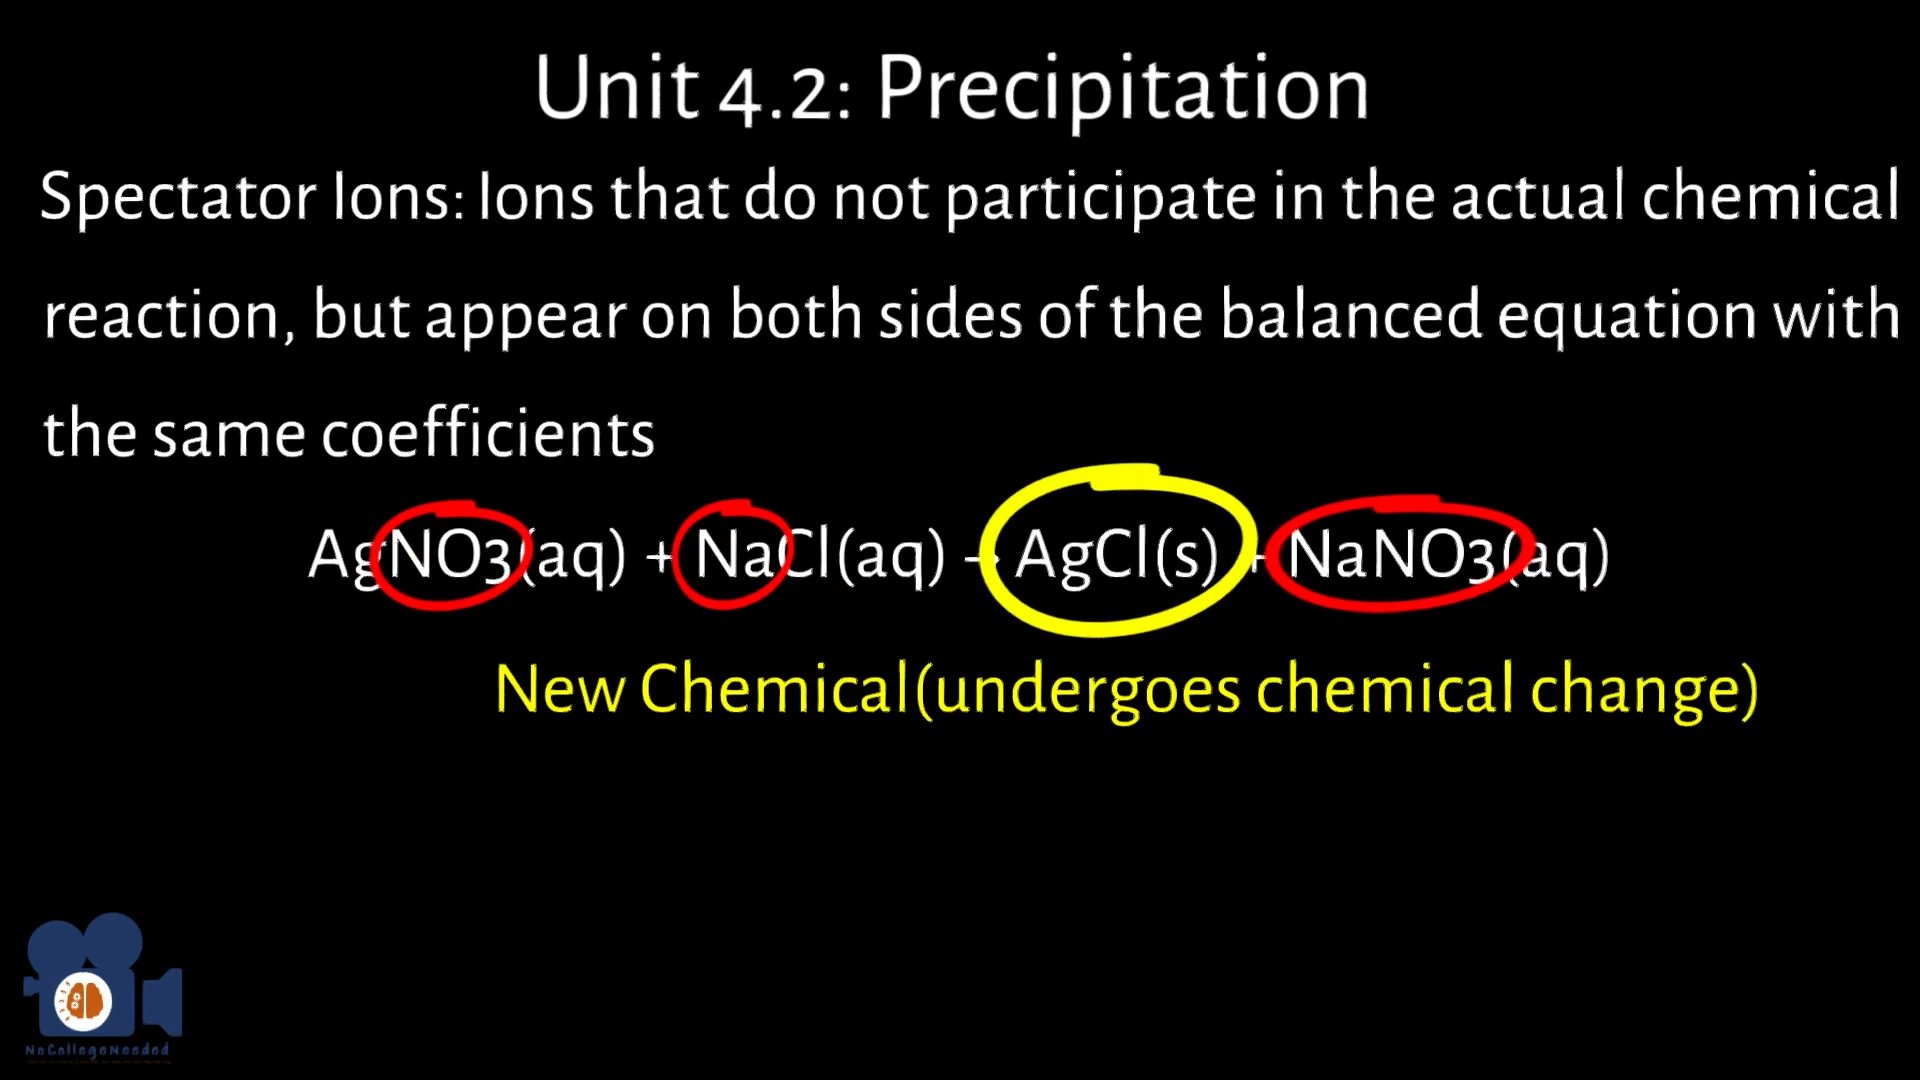 Unit 4.2: Precipitation
Spectator Ions: Ions that do not participate in the actual chemical
reaction, but appear on both sides of the balanced equation with
the same coefficients
AgNO3(aq) + NaCl(aq) → AgCl(s) + NaNO3(aq)
New Chemical(undergoes chemical change)
NoCollegeNeeded